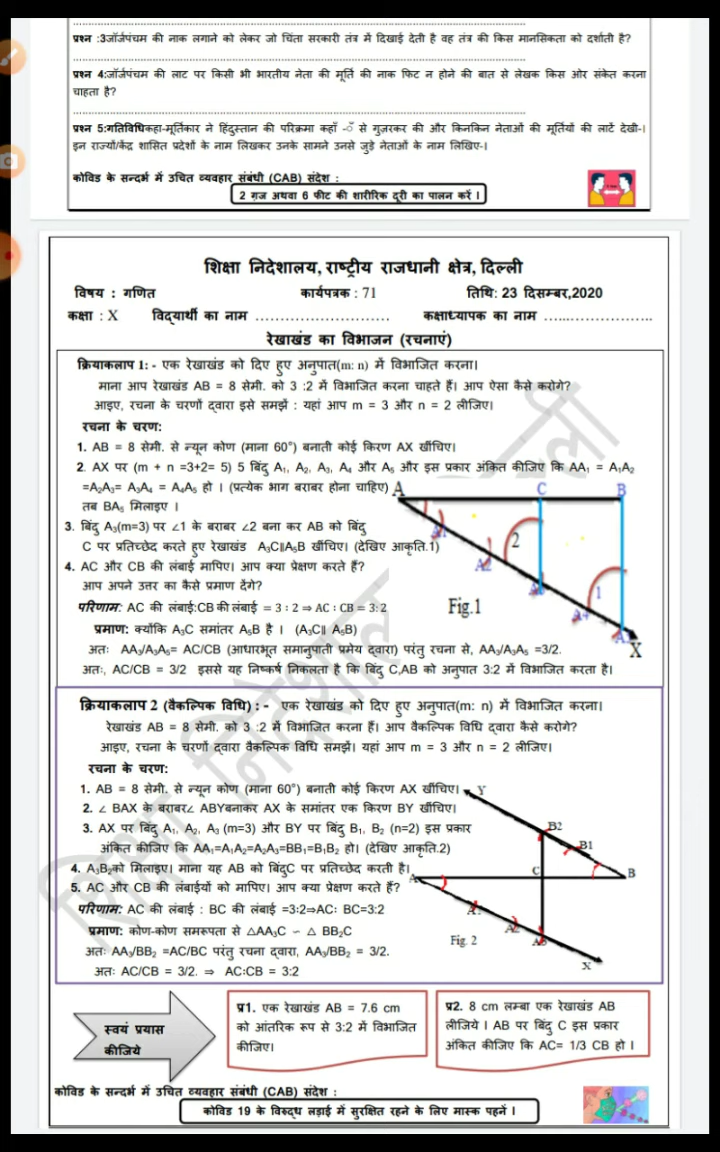 प्रश्न :3जॉर्जपंचम की नाक लगाने को लेकर जो चिंता सरकारी तंत्र में दिखाई देती है वह तंत्र की किस मानसिकता को दर्शाती है?
प्रश्न 4:जॉर्जपंचम की लाट पर किसी भी भारतीय नेता की मूर्ति की नाक फिट न होने की बात से लेखक किस ओर संकेत करना
चाहता है?
प्रश्न 5:गतिविधिकहा-मूर्तिकार ने हिंदुस्तान की परिक्रमा कहाँ -ँ से गुज़रकर की और किनकिन नेताओं की मूर्तियों की लाटें देखी-।
इन राज्यों/केंद्र शासित प्रदेशों के नाम लिखकर उनके सामने उनसे जुड़े नेताओं के नाम लिखिए-।
कोविड के सन्दर्भ में उचित व्यवहार संबंधी (CAB) संदेश :
2 गज अथवा 6 फीट की शारीरिक दूरी का पालन करें ।
शिक्षा निदेशालय, राष्ट्रीय राजधानी क्षेत्र, दिल्ली
विषय : गणित कार्यपत्रक : 71 तिथि: 23 दिसम्बर,2020
कक्षा : X विद्यार्थी का नाम ........................... कक्षाध्यापक का नाम ......................
रेखाखंड का विभाजन (रचनाएं)
क्रियाकलाप 1: - एक रेखाखंड को दिए हुए अनुपात(m: n) में विभाजित करना।
माना आप रेखाखंड AB = 8 सेमी. को 3 :2 में विभाजित करना चाहते हैं। आप ऐसा कैसे करोगे?
आइए, रचना के चरणों द्वारा इसे समझें : यहां आप m = 3 और n = 2 लीजिए।
रचना के चरण:
1. AB = 8 सेमी. से न्यून कोण (माना 60°) बनाती कोई किरण AX खींचिए।
2. AX पर (m + n =3+2= 5) 5 बिंदु A₁, A₂, A₃, A₄ और A₅ और इस प्रकार अंकित कीजिए कि AA₁ = A₁A₂
=A₂A₃= A₃A₄ = A₄A₅ हो । (प्रत्येक भाग बराबर होना चाहिए)
तब BA₅ मिलाइए ।
3. बिंदु A₃(m=3) पर ∠1 के बराबर ∠2 बना कर AB को बिंदु
C पर प्रतिच्छेद करते हुए रेखाखंड A₃C‖A₅B खींचिए। (देखिए आकृति.1)
4. AC और CB की लंबाई मापिए। आप क्या प्रेक्षण करते हैं?
आप अपने उत्तर का कैसे प्रमाण देंगे?
परिणाम: AC की लंबाई:CB की लंबाई = 3 : 2 ⇒ AC : CB = 3: 2
प्रमाण: क्योंकि A₃C समांतर A₅B है । (A₃C‖ A₅B)
अतः AA₃/A₃A₅= AC/CB (आधारभूत समानुपाती प्रमेय द्वारा) परंतु रचना से, AA₃/A₃A₅ =3/2.
अतः, AC/CB = 3/2 इससे यह निष्कर्ष निकलता है कि बिंदु C,AB को अनुपात 3:2 में विभाजित करता है।
A C B
A1 A2 A3 A4 A5 X
2 1
Fig.1
क्रियाकलाप 2 (वैकल्पिक विधि) : - एक रेखाखंड को दिए हुए अनुपात(m: n) में विभाजित करना।
रेखाखंड AB = 8 सेमी. को 3 :2 में विभाजित करना हैं। आप वैकल्पिक विधि द्वारा कैसे करोगे?
आइए, रचना के चरणों द्वारा वैकल्पिक विधि समझें। यहां आप m = 3 और n = 2 लीजिए।
रचना के चरण:
1. AB = 8 सेमी. से न्यून कोण (माना 60°) बनाती कोई किरण AX खींचिए।
2. ∠ BAX के बराबर∠ ABYबनाकर AX के समांतर एक किरण BY खींचिए।
3. AX पर बिंदु A₁, A₂, A₃ (m=3) और BY पर बिंदु B₁, B₂ (n=2) इस प्रकार
अंकित कीजिए कि AA₁=A₁A₂=A₂A₃=BB₁=B₁B₂ हो। (देखिए आकृति.2)
4. A₃B₂को मिलाइए। माना यह AB को बिंदुC पर प्रतिच्छेद करती है।
5. AC और CB की लंबाईयों को मापिए। आप क्या प्रेक्षण करते हैं?
परिणाम: AC की लंबाई : BC की लंबाई =3:2⇒AC: BC=3:2
प्रमाण: कोण-कोण समरूपता से △AA₃C ∼ △ BB₂C
अतः AA₃/BB₂ =AC/BC परंतु रचना द्वारा, AA₃/BB₂ = 3/2.
अतः AC/CB = 3/2. ⇒ AC:CB = 3:2
Y B2 B1
A C B
A1 A2 A3 X
Fig 2
स्वयं प्रयास
कीजिये
प्र1. एक रेखाखंड AB = 7.6 cm
को आंतरिक रूप से 3:2 में विभाजित
कीजिए।
प्र2. 8 cm लम्बा एक रेखाखंड AB
लीजिये । AB पर बिंदु C इस प्रकार
अंकित कीजिए कि AC= 1/3 CB हो ।
कोविड के सन्दर्भ में उचित व्यवहार संबंधी (CAB) संदेश :
कोविड 19 के विरुद्ध लड़ाई में सुरक्षित रहने के लिए मास्क पहनें ।